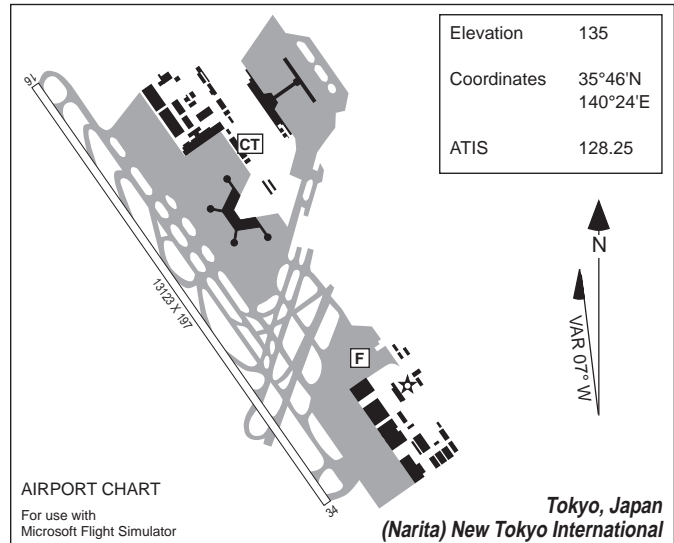 Elevation 135
Coordinates 35°46'N
140°24'E
ATIS 128.25
16
CT
N
VAR 07° W
13123 X 197
F
34
AIRPORT CHART
For use with
Microsoft Flight Simulator
Tokyo, Japan
(Narita) New Tokyo International